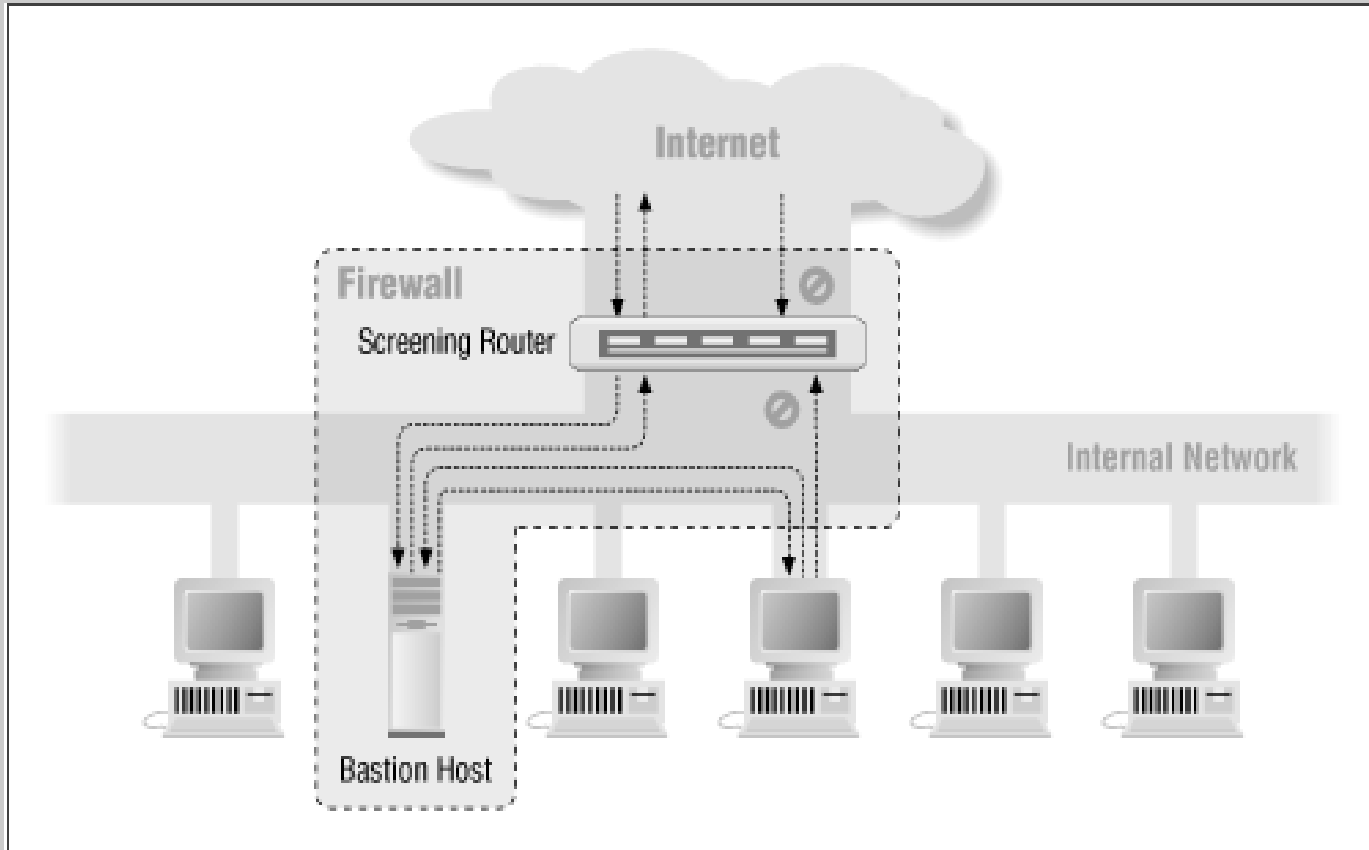 Internet
Firewall
Screening Router
Internal Network
Bastion Host